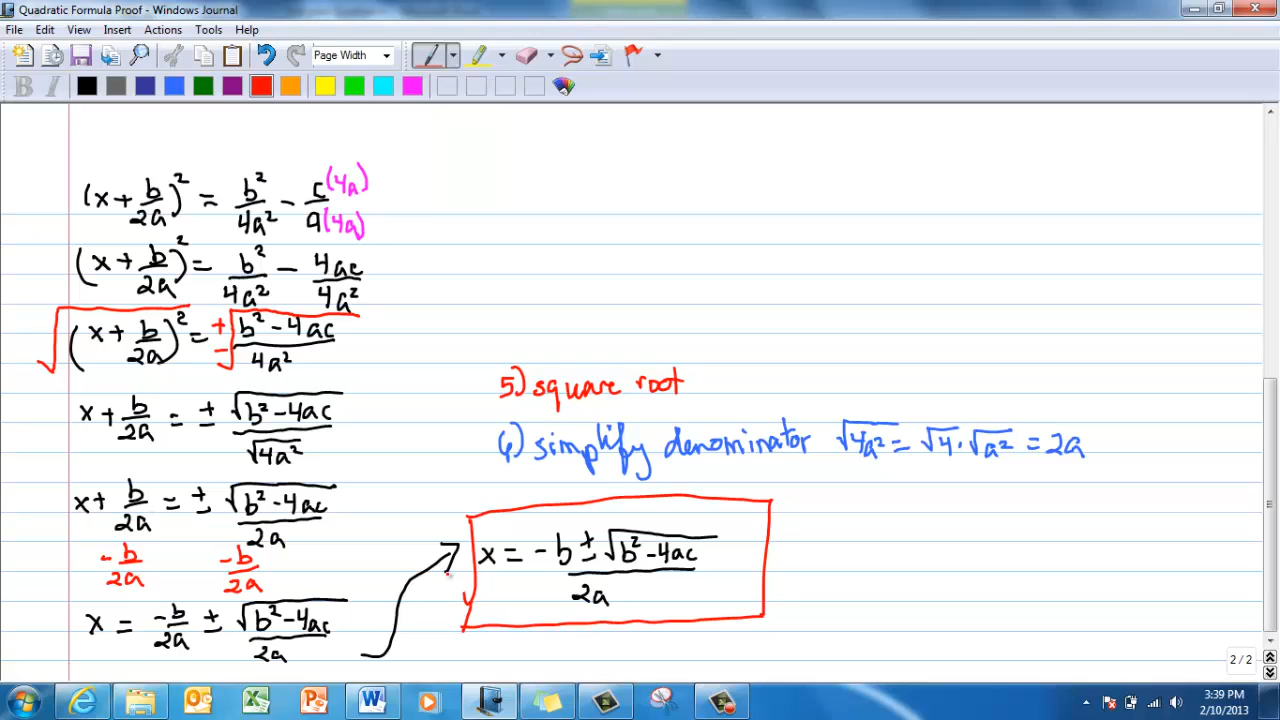 Quadratic Formula Proof - Windows Journal
File Edit View Insert Actions Tools Help
Page Width
B I
(x + b/2a)² = b²/4a² - c(4a)/a(4a)
(x + b/2a)² = b²/4a² - 4ac/4a²
√(x + b/2a)² = ±√(b² - 4ac)/4a²
5) square root
x + b/2a = ± √(b² - 4ac)/√4a²
6) simplify denominator √4a² = √4 · √a² = 2a
x + b/2a = ± √(b² - 4ac)/2a
- b/2a - b/2a
x = -b ± √(b² - 4ac)/2a
x = -b/2a ± √(b² - 4ac)/2a
2 / 2
3:39 PM
2/10/2013